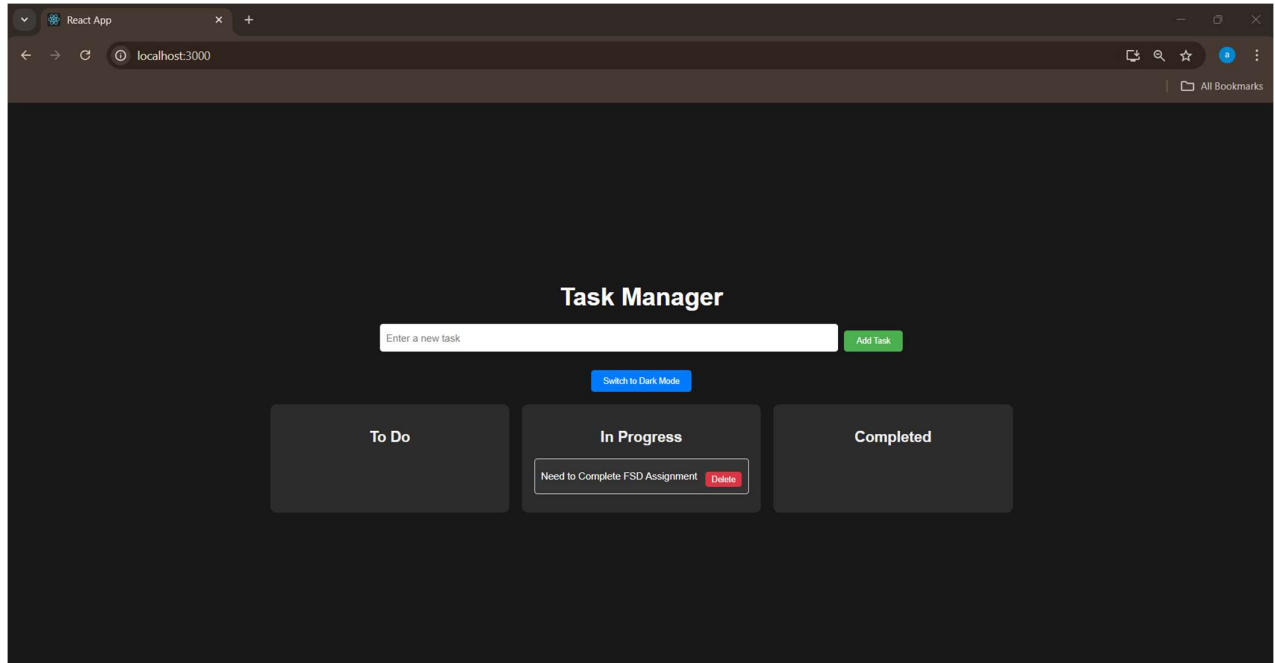 React App
localhost:3000
a
All Bookmarks
Task Manager
Enter a new task
Add Task
Switch to Dark Mode
To Do
In Progress
Completed
Need to Complete FSD Assignment
Delete